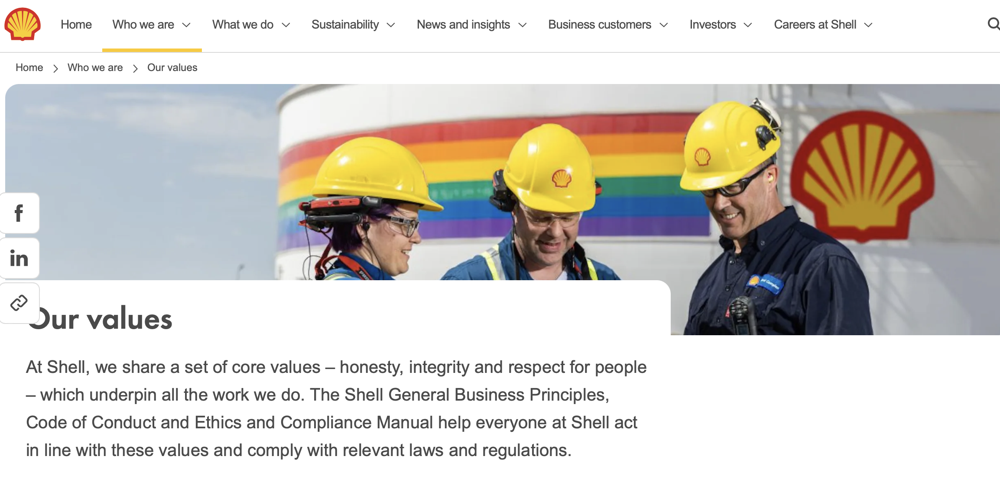 Home
Who we are
What we do
Sustainability
News and insights
Business customers
Investors
Careers at Shell
Home
Who we are
Our values
f
in
Our values
At Shell, we share a set of core values – honesty, integrity and respect for people
– which underpin all the work we do. The Shell General Business Principles,
Code of Conduct and Ethics and Compliance Manual help everyone at Shell act
in line with these values and comply with relevant laws and regulations.